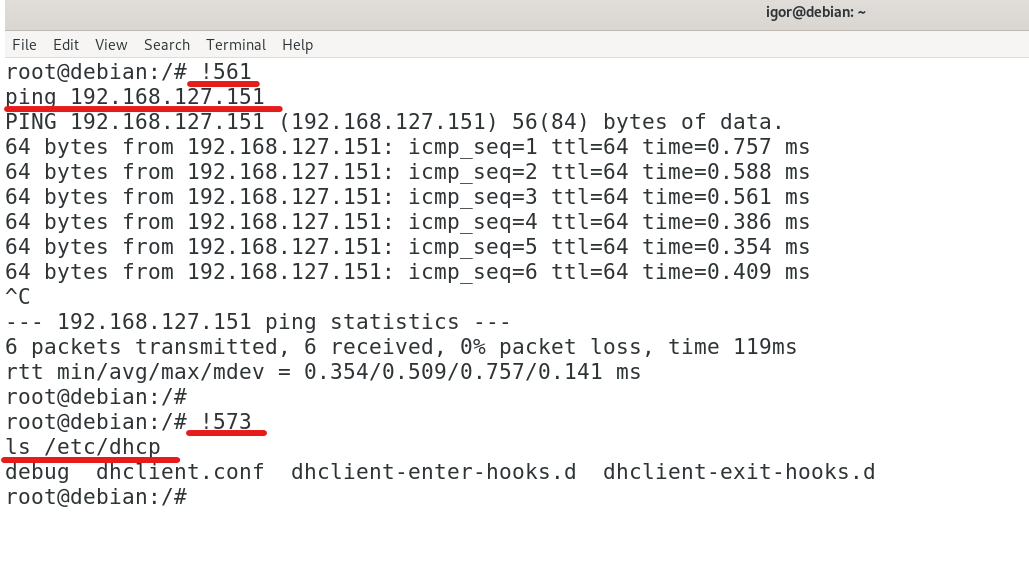 igor@debian: ~
File Edit View Search Terminal Help
root@debian:/# !561
ping 192.168.127.151
PING 192.168.127.151 (192.168.127.151) 56(84) bytes of data.
64 bytes from 192.168.127.151: icmp_seq=1 ttl=64 time=0.757 ms
64 bytes from 192.168.127.151: icmp_seq=2 ttl=64 time=0.588 ms
64 bytes from 192.168.127.151: icmp_seq=3 ttl=64 time=0.561 ms
64 bytes from 192.168.127.151: icmp_seq=4 ttl=64 time=0.386 ms
64 bytes from 192.168.127.151: icmp_seq=5 ttl=64 time=0.354 ms
64 bytes from 192.168.127.151: icmp_seq=6 ttl=64 time=0.409 ms
^C
--- 192.168.127.151 ping statistics ---
6 packets transmitted, 6 received, 0% packet loss, time 119ms
rtt min/avg/max/mdev = 0.354/0.509/0.757/0.141 ms
root@debian:/#
root@debian:/# !573
ls /etc/dhcp
debug  dhclient.conf  dhclient-enter-hooks.d  dhclient-exit-hooks.d
root@debian:/#